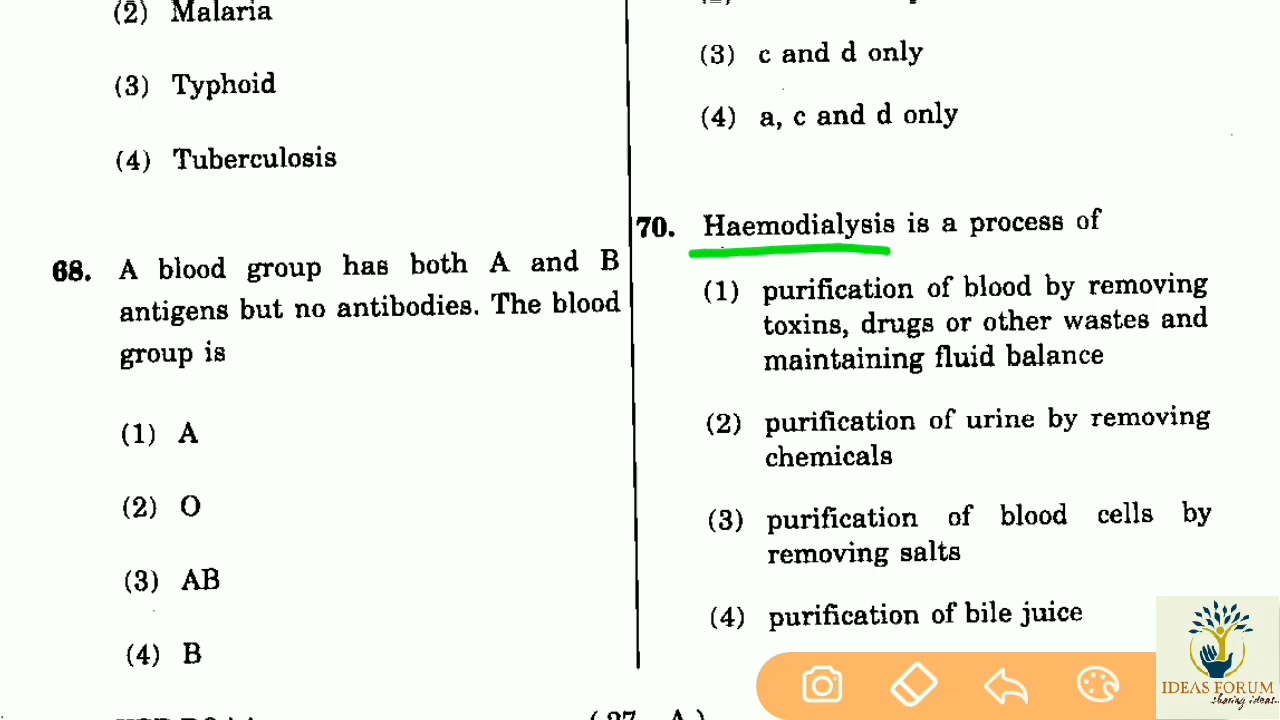 (2) Malaria
(3) Typhoid
(4) Tuberculosis
68. A blood group has both A and B
antigens but no antibodies. The blood
group is
(1) A
(2) O
(3) AB
(4) B
(3) c and d only
(4) a, c and d only
70. Haemodialysis is a process of
(1) purification of blood by removing
toxins, drugs or other wastes and
maintaining fluid balance
(2) purification of urine by removing
chemicals
(3) purification of blood cells by
removing salts
(4) purification of bile juice
IDEAS FORUM
sharing ideas.